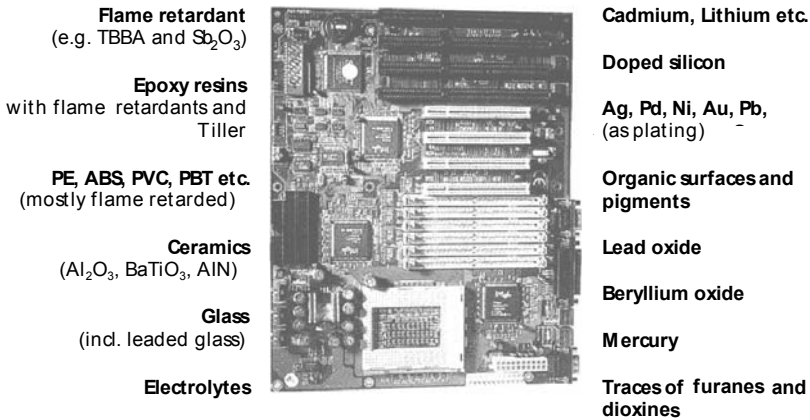 Flame retardant
(e.g. TBBA and Sb₂O₃)
Epoxy resins
with flame retardants and
Tiller
PE, ABS, PVC, PBT etc.
(mostly flame retarded)
Ceramics
(Al₂O₃, BaTiO₃, AlN)
Glass
(incl. leaded glass)
Electrolytes
Cadmium, Lithium etc.
Doped silicon
Ag, Pd, Ni, Au, Pb,
(as plating)
Organic surfaces and
pigments
Lead oxide
Beryllium oxide
Mercury
Traces of furanes and
dioxines